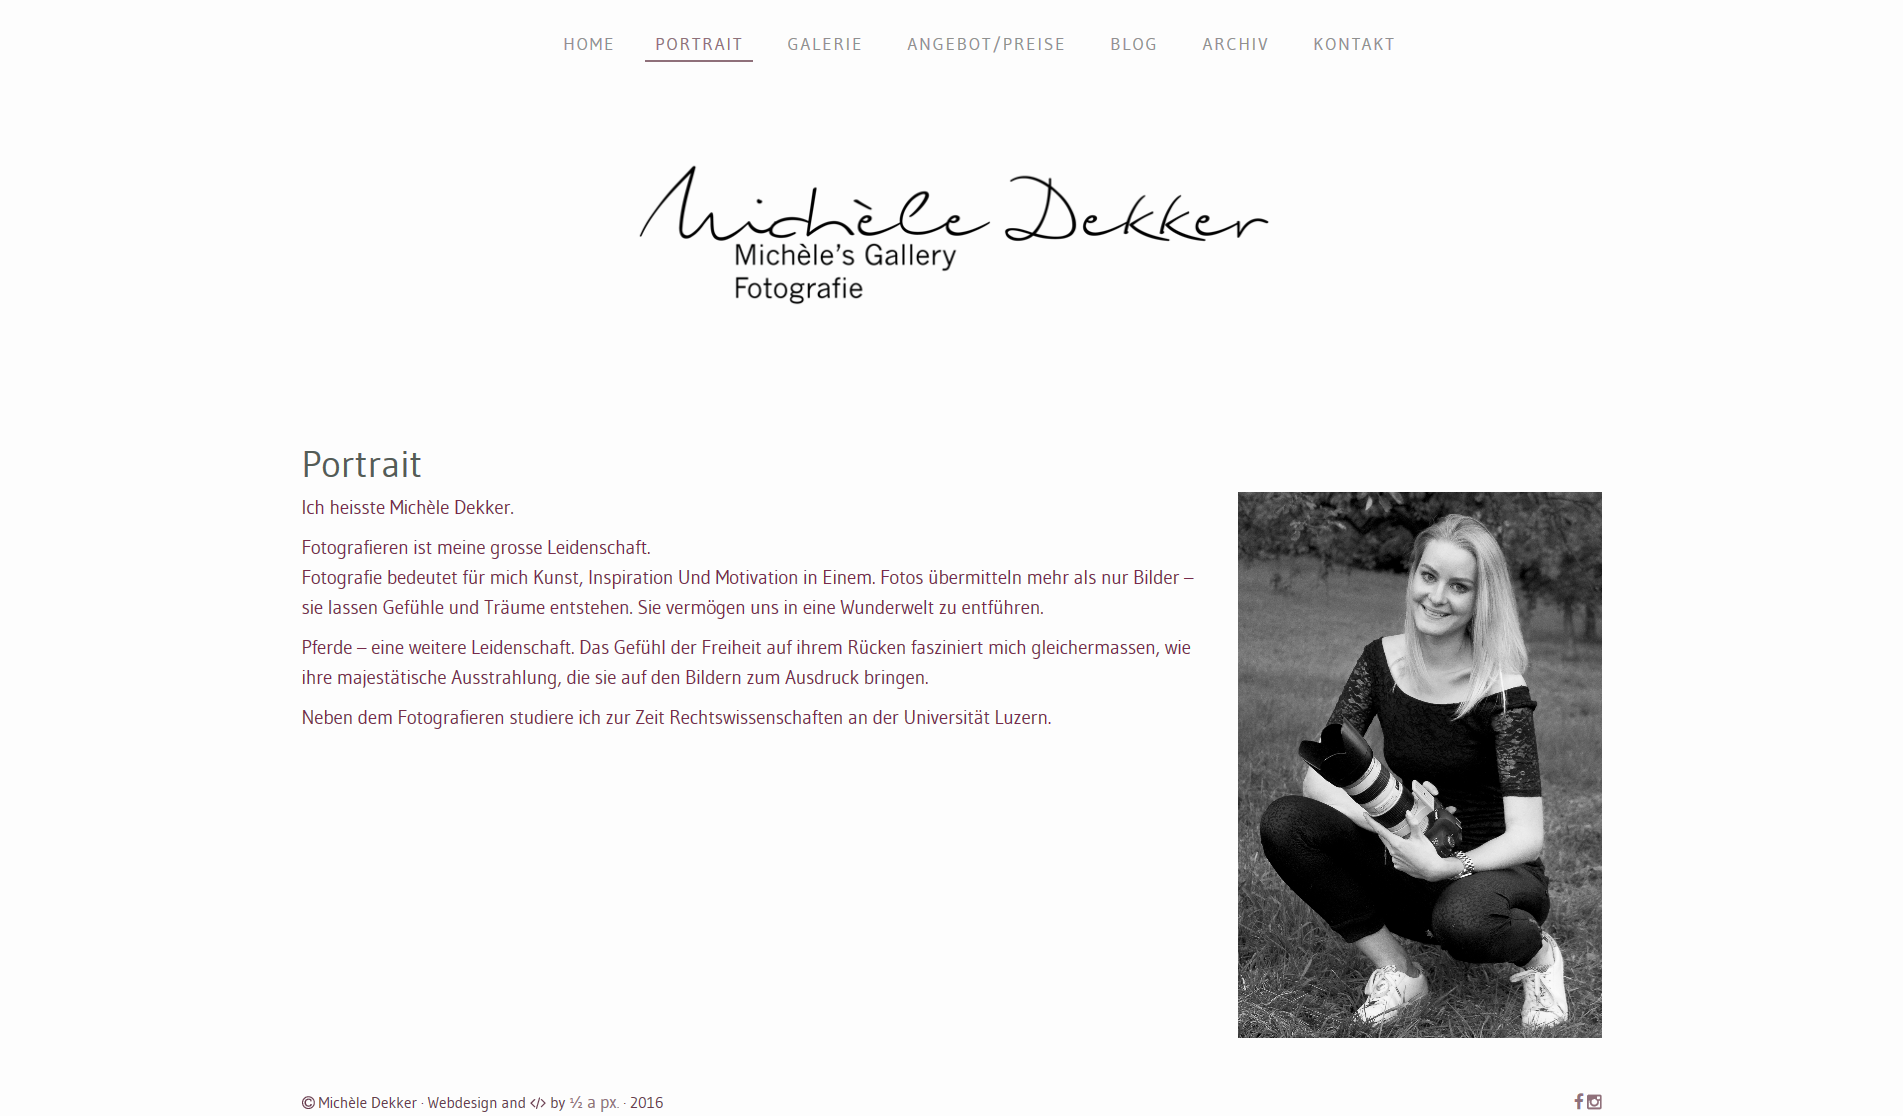 HOME PORTRAIT GALERIE ANGEBOT/PREISE BLOG ARCHIV KONTAKT
Michèle Dekker
Michèle's Gallery
Fotografie
Portrait
Ich heisste Michèle Dekker.
Fotografieren ist meine grosse Leidenschaft.
Fotografie bedeutet für mich Kunst, Inspiration Und Motivation in Einem. Fotos übermitteln mehr als nur Bilder –
sie lassen Gefühle und Träume entstehen. Sie vermögen uns in eine Wunderwelt zu entführen.
Pferde – eine weitere Leidenschaft. Das Gefühl der Freiheit auf ihrem Rücken fasziniert mich gleichermassen, wie
ihre majestätische Ausstrahlung, die sie auf den Bildern zum Ausdruck bringen.
Neben dem Fotografieren studiere ich zur Zeit Rechtswissenschaften an der Universität Luzern.
© Michèle Dekker · Webdesign and </> by ½ a px. · 2016